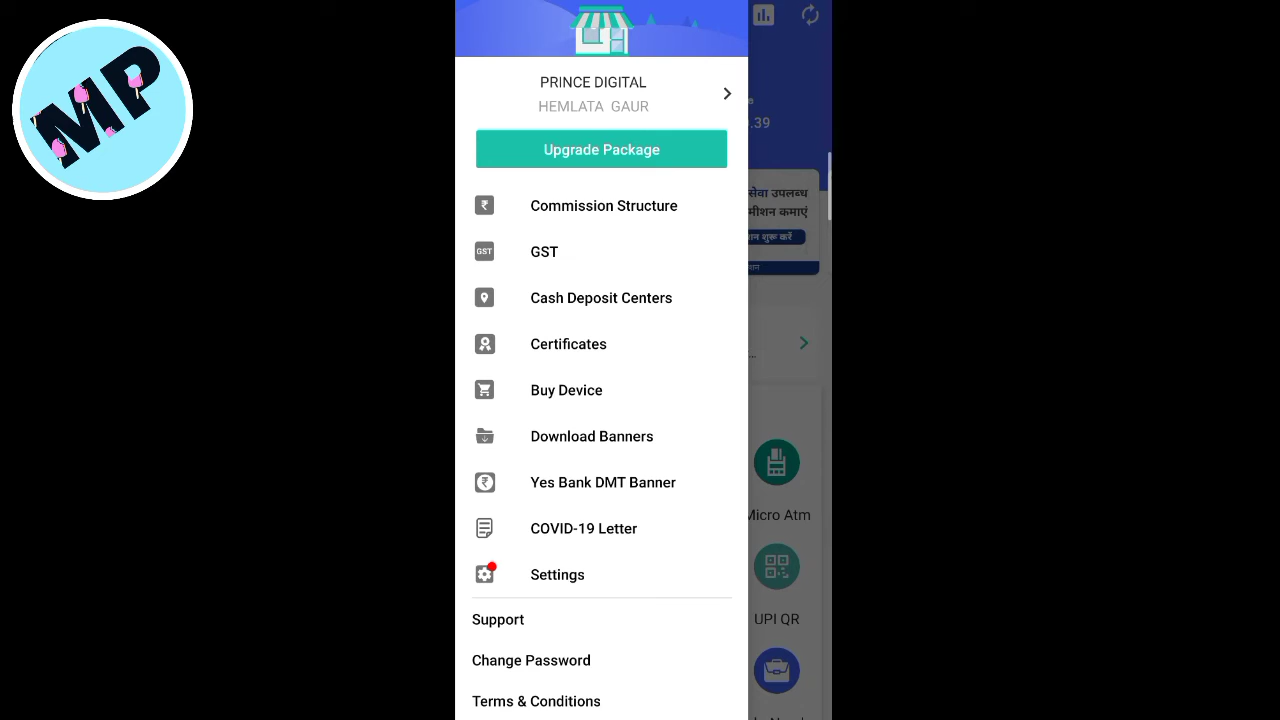 MP
PRINCE DIGITAL
HEMLATA GAUR
Upgrade Package
₹ Commission Structure
GST GST
Cash Deposit Centers
Certificates
Buy Device
Download Banners
₹ Yes Bank DMT Banner
COVID-19 Letter
Settings
Support
Change Password
Terms & Conditions
.39
सेवा उपलब्ध
कमाएं
शुरू करें
...
Micro Atm
UPI QR